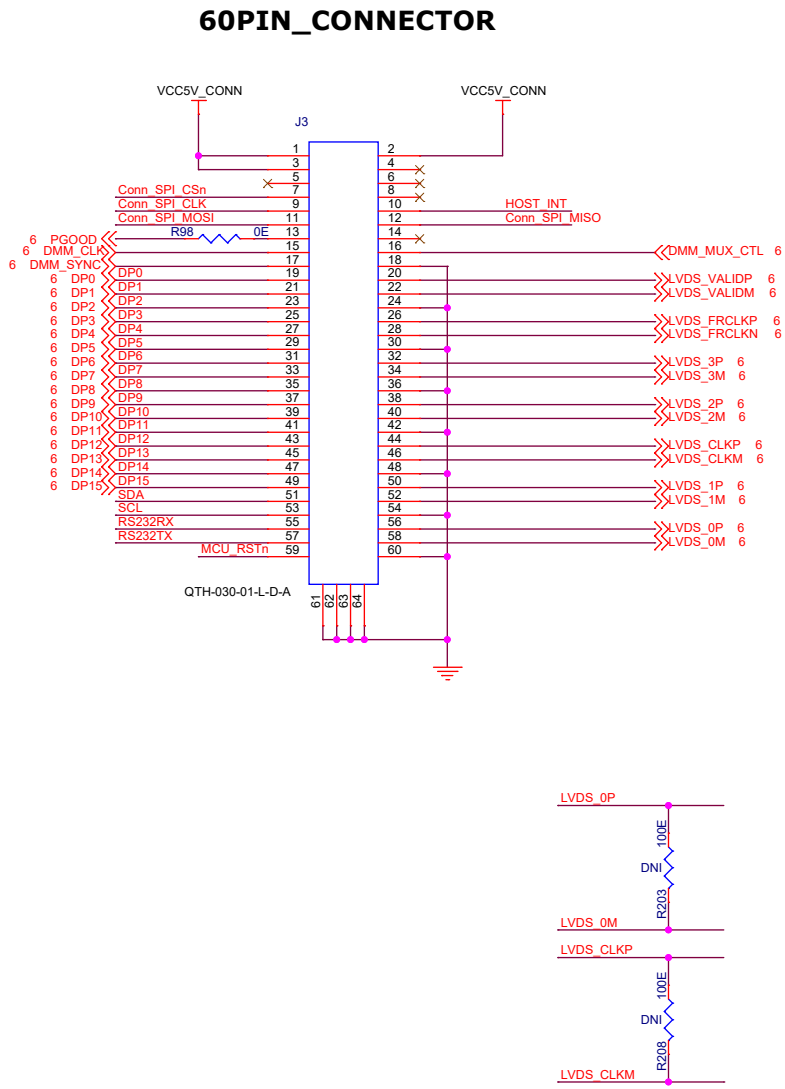 60PIN_CONNECTOR
VCC5V_CONN VCC5V_CONN
J3
1 2
3 4
5 6
Conn_SPI_CSn 7 8
Conn_SPI_CLK 9 10 HOST_INT
Conn_SPI_MOSI 11 12 Conn_SPI_MISO
6 PGOOD R98 0E 13 14
6 DMM_CLK 15 16 DMM_MUX_CTL 6
6 DMM_SYNC 17 18
6 DP0 DP0 19 20 LVDS_VALIDP 6
6 DP1 DP1 21 22 LVDS_VALIDM 6
6 DP2 DP2 23 24
6 DP3 DP3 25 26 LVDS_FRCLKP 6
6 DP4 DP4 27 28 LVDS_FRCLKN 6
6 DP5 DP5 29 30
6 DP6 DP6 31 32 LVDS_3P 6
6 DP7 DP7 33 34 LVDS_3M 6
6 DP8 DP8 35 36
6 DP9 DP9 37 38 LVDS_2P 6
6 DP10 DP10 39 40 LVDS_2M 6
6 DP11 DP11 41 42
6 DP12 DP12 43 44 LVDS_CLKP 6
6 DP13 DP13 45 46 LVDS_CLKM 6
6 DP14 DP14 47 48
6 DP15 DP15 49 50 LVDS_1P 6
SDA 51 52 LVDS_1M 6
SCL 53 54
RS232RX 55 56 LVDS_0P 6
RS232TX 57 58 LVDS_0M 6
MCU_RSTn 59 60
QTH-030-01-L-D-A
61 62 63 64
LVDS_0P
100E
DNI
R203
LVDS_0M
LVDS_CLKP
100E
DNI
R208
LVDS_CLKM